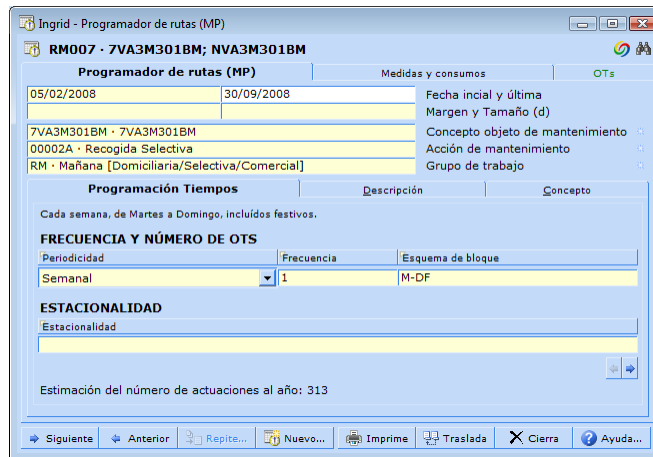 Ingrid - Programador de rutas (MP)
RM007 · 7VA3M301BM; NVA3M301BM
Programador de rutas (MP) Medidas y consumos OTs
05/02/2008 30/09/2008 Fecha incial y última
Margen y Tamaño (d)
7VA3M301BM · 7VA3M301BM Concepto objeto de mantenimiento
00002A · Recogida Selectiva Acción de mantenimiento
RM · Mañana [Domiciliaria/Selectiva/Comercial] Grupo de trabajo
Programación Tiempos Descripción Concepto
Cada semana, de Martes a Domingo, incluídos festivos.
FRECUENCIA Y NÚMERO DE OTS
Periodicidad Frecuencia Esquema de bloque
Semanal 1 M-DF
ESTACIONALIDAD
Estacionalidad
Estimación del número de actuaciones al año: 313
Siguiente Anterior Repite... Nuevo... Imprime Traslada Cierra Ayuda...